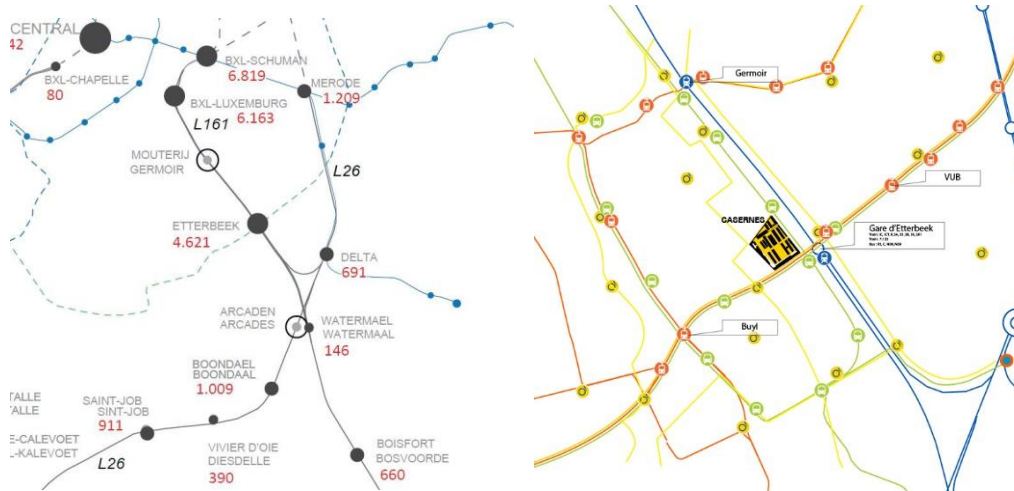 CENTRAL
42
BXL-CHAPELLE
80
BXL-SCHUMAN
6.819
MERODE
1.209
BXL-LUXEMBURG
6.163
L161
MOUTERIJ
GERMOIR
L26
ETTERBEEK
4.621
DELTA
691
ARCADEN
ARCADES
WATERMAEL
WATERMAAL
146
BOONDAEL
BOONDAAL
1.009
TALLE
TALLE
SAINT-JOB
SINT-JOB
911
E-CALEVOET
L-KALEVOET
L26
VIVIER D'OIE
DIESDELLE
390
BOISFORT
BOSVOORDE
660
Germoir
VUB
CASERNES
Gare d'Etterbeek
Buyl